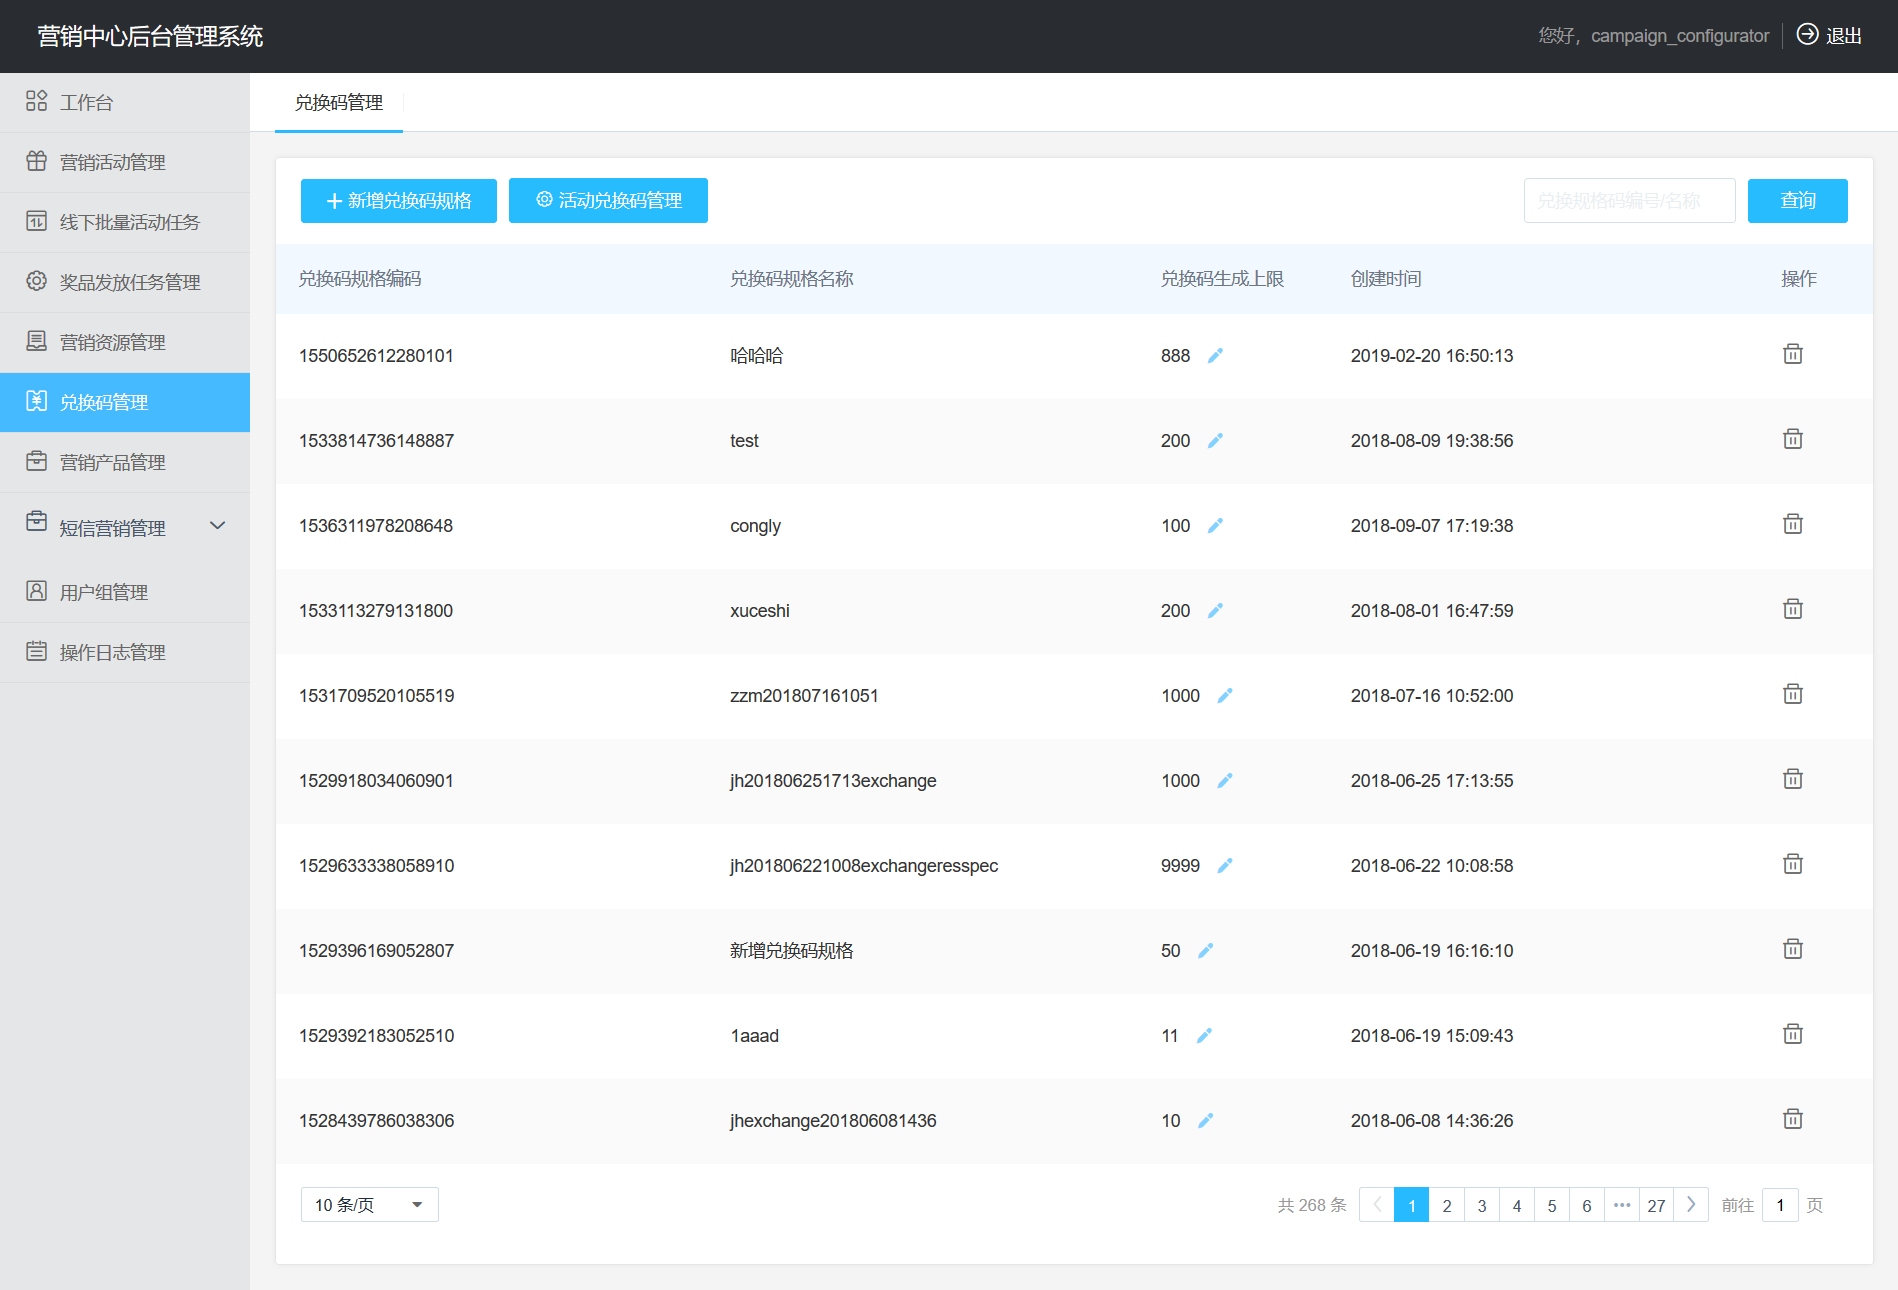 营销中心后台管理系统
您好，campaign_configurator 退出
工作台
营销活动管理
线下批量活动任务
奖品发放任务管理
营销资源管理
兑换码管理
营销产品管理
短信营销管理
用户组管理
操作日志管理
兑换码管理
新增兑换码规格 活动兑换码管理 兑换规格码编号/名称 查询
兑换码规格编码 兑换码规格名称 兑换码生成上限 创建时间 操作
1550652612280101 哈哈哈 888 2019-02-20 16:50:13
1533814736148887 test 200 2018-08-09 19:38:56
1536311978208648 congly 100 2018-09-07 17:19:38
1533113279131800 xuceshi 200 2018-08-01 16:47:59
1531709520105519 zzm201807161051 1000 2018-07-16 10:52:00
1529918034060901 jh201806251713exchange 1000 2018-06-25 17:13:55
1529633338058910 jh201806221008exchangeresspec 9999 2018-06-22 10:08:58
1529396169052807 新增兑换码规格 50 2018-06-19 16:16:10
1529392183052510 1aaad 11 2018-06-19 15:09:43
1528439786038306 jhexchange201806081436 10 2018-06-08 14:36:26
10 条/页 共 268 条 1 2 3 4 5 6 ··· 27 前往 1 页